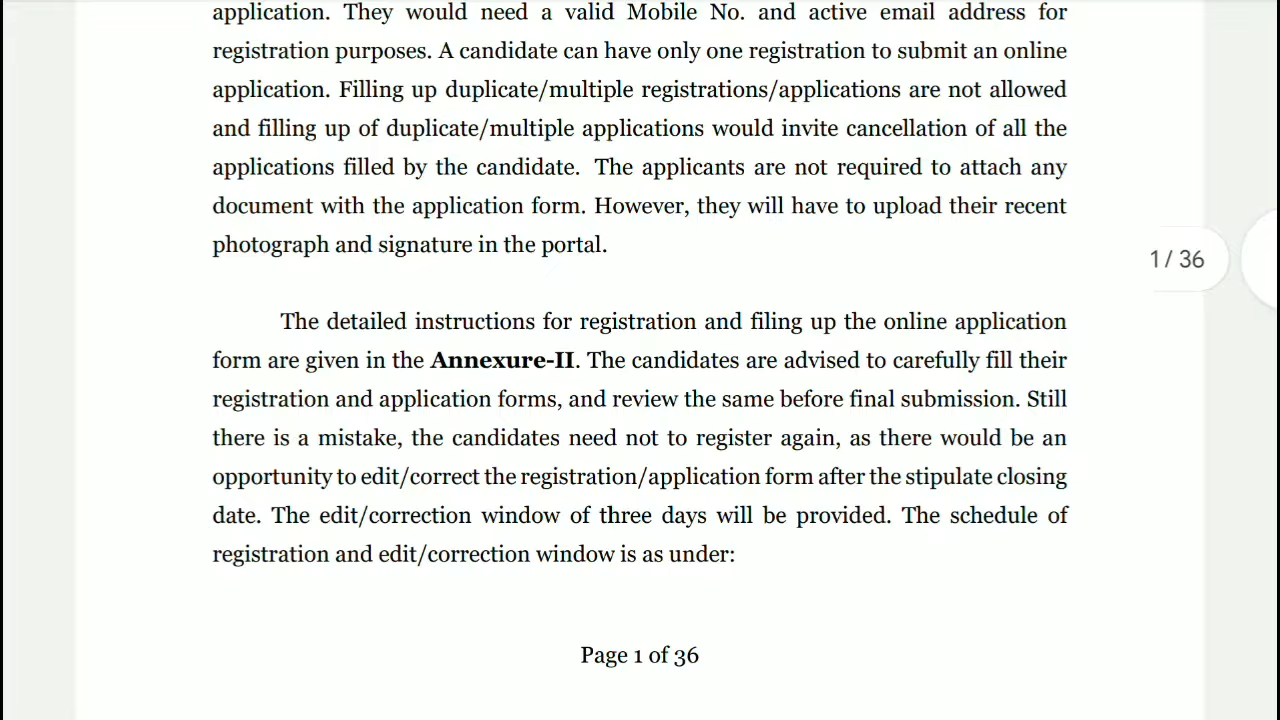 application. They would need a valid Mobile No. and active email address for
registration purposes. A candidate can have only one registration to submit an online
application. Filling up duplicate/multiple registrations/applications are not allowed
and filling up of duplicate/multiple applications would invite cancellation of all the
applications filled by the candidate. The applicants are not required to attach any
document with the application form. However, they will have to upload their recent
photograph and signature in the portal.
1 / 36
The detailed instructions for registration and filing up the online application
form are given in the Annexure-II. The candidates are advised to carefully fill their
registration and application forms, and review the same before final submission. Still
there is a mistake, the candidates need not to register again, as there would be an
opportunity to edit/correct the registration/application form after the stipulate closing
date. The edit/correction window of three days will be provided. The schedule of
registration and edit/correction window is as under:
Page 1 of 36